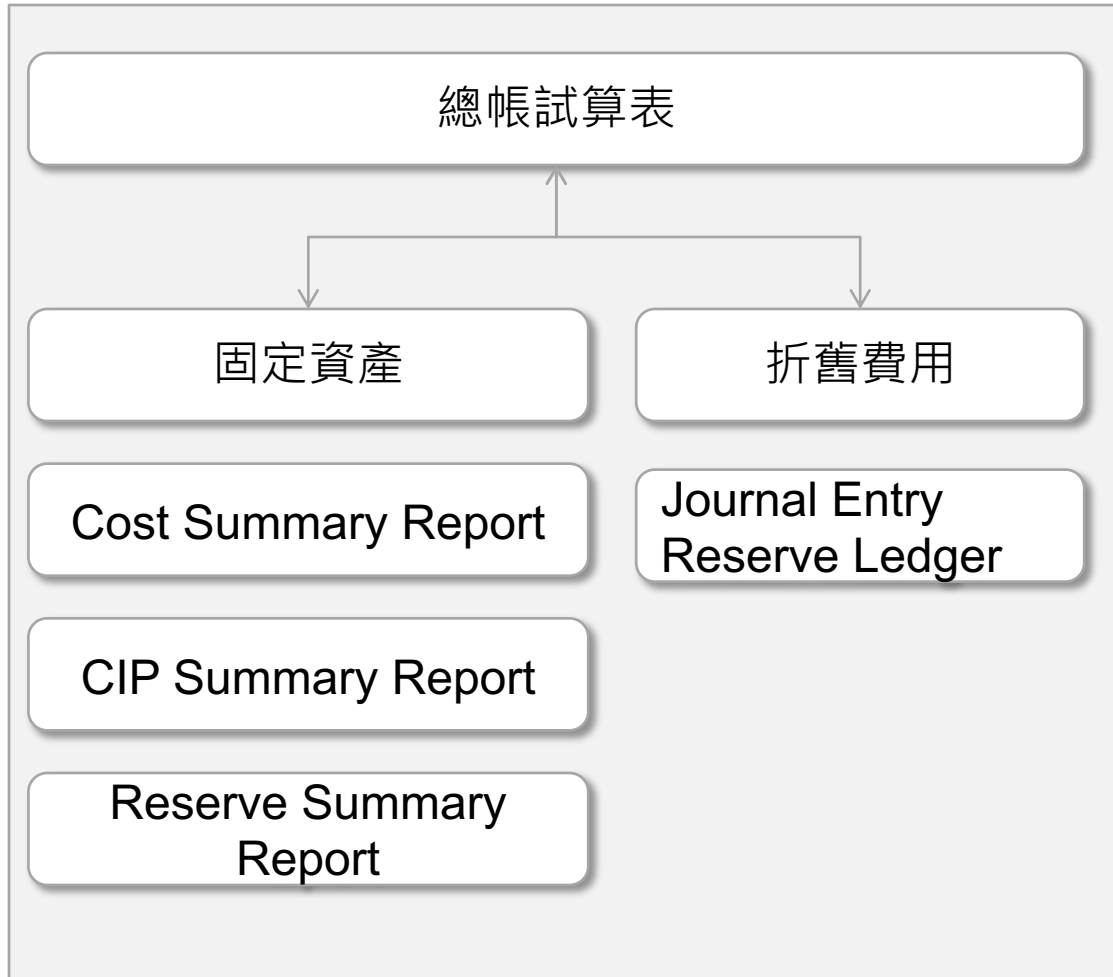 總帳試算表
固定資產
折舊費用
Cost Summary Report
Journal Entry
Reserve Ledger
CIP Summary Report
Reserve Summary
Report